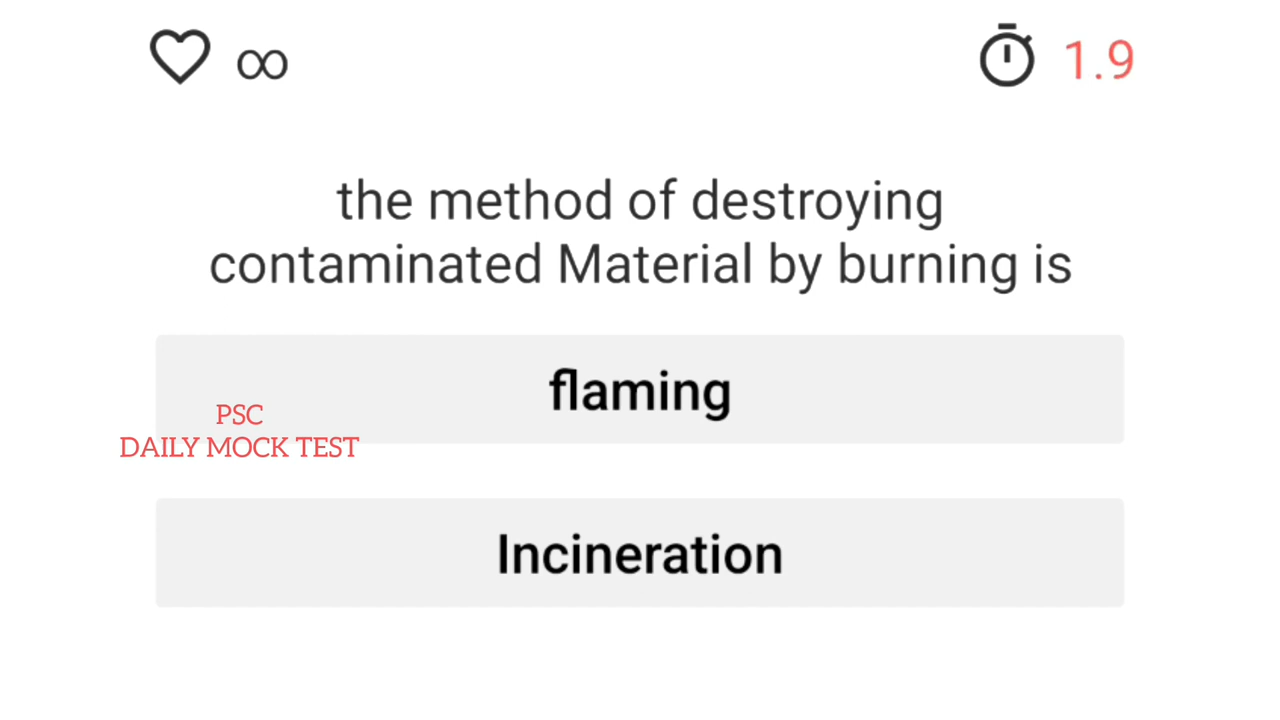 ∞
1.9
the method of destroying
contaminated Material by burning is
flaming
PSC
DAILY MOCK TEST
Incineration